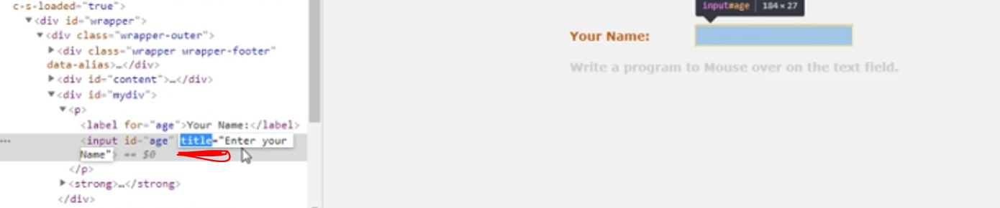 c-s-loaded="true">
▼<div id="wrapper">
▼<div class="wrapper-outer">
▶<div class="wrapper wrapper-footer"
data-alias>…</div>
▶<div id="content">…</div>
▼<div id="mydiv">
▼<p>
<label for="age">Your Name:</label>
… <input id="age" title="Enter your
Name"> == $0
</p>
▶<strong>…</strong>
</div>
input#age | 184 × 27
Your Name:
Write a program to Mouse over on the text field.